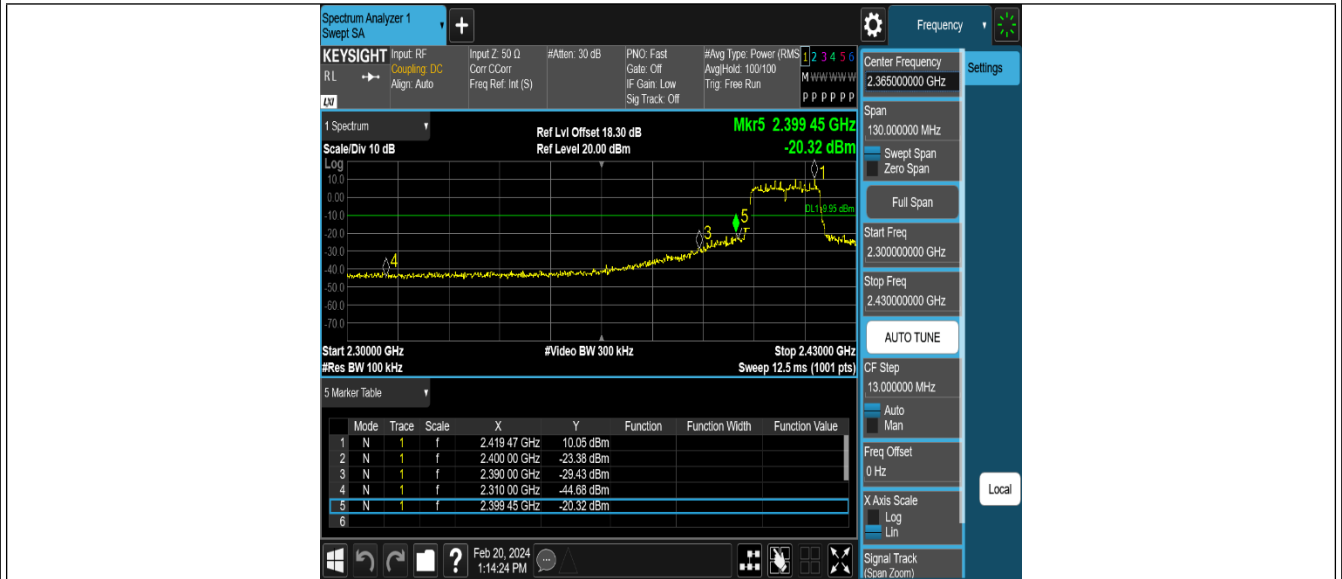 Spectrum Analyzer 1
Swept SA
+
Frequency
KEYSIGHT
RL
LXI
Input: RF
Coupling: DC
Align: Auto
Input Z: 50 Ω
Corr CCorr
Freq Ref: Int (S)
#Atten: 30 dB
PNO: Fast
Gate: Off
IF Gain: Low
Sig Track: Off
#Avg Type: Power (RMS
Avg|Hold: 100/100
Trig: Free Run
1 2 3 4 5 6
M W W W W W
P P P P P P
1 Spectrum
Scale/Div 10 dB
Ref Lvl Offset 18.30 dB
Ref Level 20.00 dBm
Mkr5 2.399 45 GHz
-20.32 dBm
Log
10.0
0.00
-10.0
-20.0
-30.0
-40.0
-50.0
-60.0
-70.0
1
3
4
5
Start 2.30000 GHz
#Res BW 100 kHz
#Video BW 300 kHz
Stop 2.43000 GHz
Sweep 12.5 ms (1001 pts)
5 Marker Table
Mode Trace Scale X Y Function Function Width Function Value
1 N 1 f 2.419 47 GHz 10.05 dBm
2 N 1 f 2.400 00 GHz -23.38 dBm
3 N 1 f 2.390 00 GHz -29.43 dBm
4 N 1 f 2.310 00 GHz -44.68 dBm
5 N 1 f 2.399 45 GHz -20.32 dBm
6
?
Feb 20, 2024
1:14:24 PM
Center Frequency
2.365000000 GHz
Span
130.000000 MHz
Swept Span
Zero Span
Full Span
Start Freq
2.300000000 GHz
Stop Freq
2.430000000 GHz
AUTO TUNE
CF Step
13.000000 MHz
Auto
Man
Freq Offset
0 Hz
X Axis Scale
Log
Lin
Signal Track
(Span Zoom)
Settings
Local